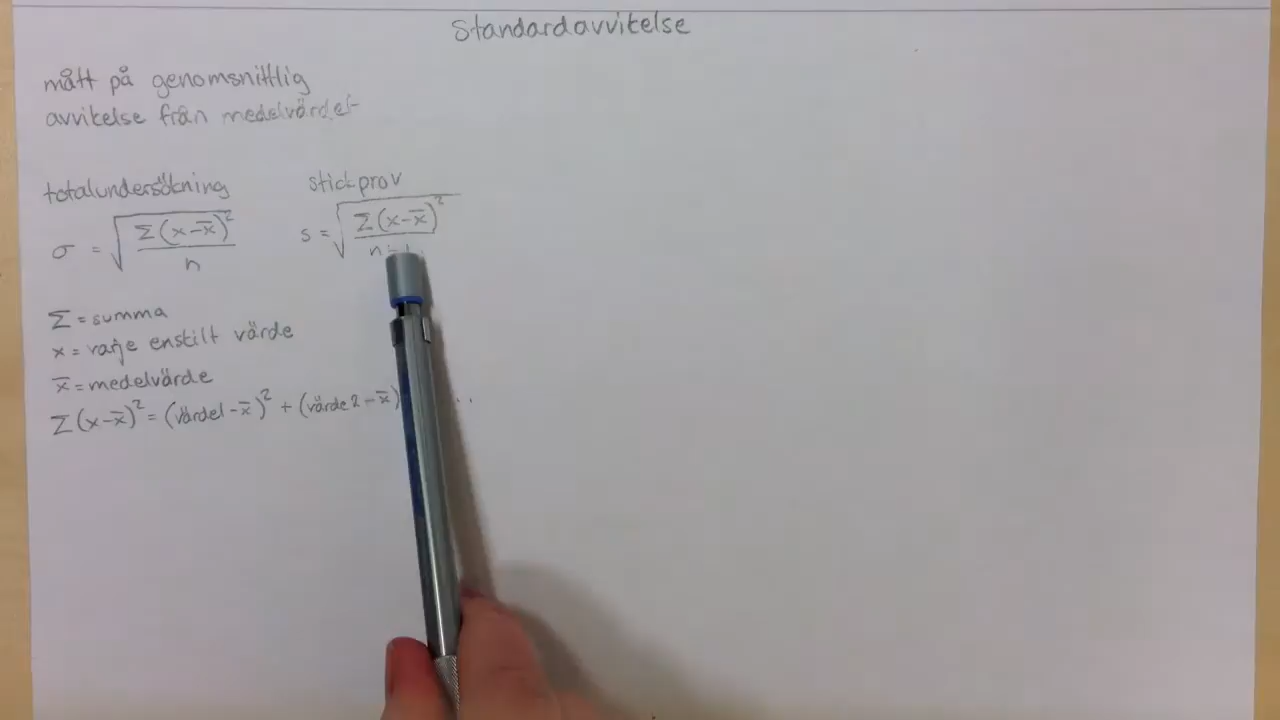 Standardavvikelse
mått på genomsnittlig
avvikelse från medelvärdet
totalundersökning
σ = √(Σ(x-x̄)²/n)
stickprov
s = √(Σ(x-x̄)²/n-1)
Σ = summa
x = varje enskilt värde
x̄ = medelvärde
Σ(x-x̄)² = (värde1-x̄)² + (värde2-x̄) ...